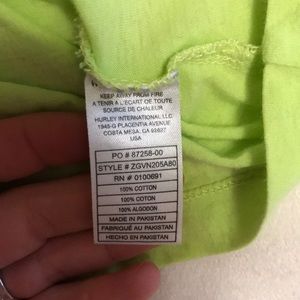 KEEP AWAY FROM FIRE
A TENIR A L'ECART DE TOUTE
SOURCE DE CHALEUR
HURLEY INTERNATIONAL LLC
1945-G PLACENTIA AVENUE
COSTA MESA, CA 92627
USA
PO # 87258-00
STYLE # ZGVN205A80
RN # 0100691
100% COTTON
100% COTON
100% ALGODON
MADE IN PAKISTAN
FABRIQUÉ AU PAKISTAN
HECHO EN PAKISTAN